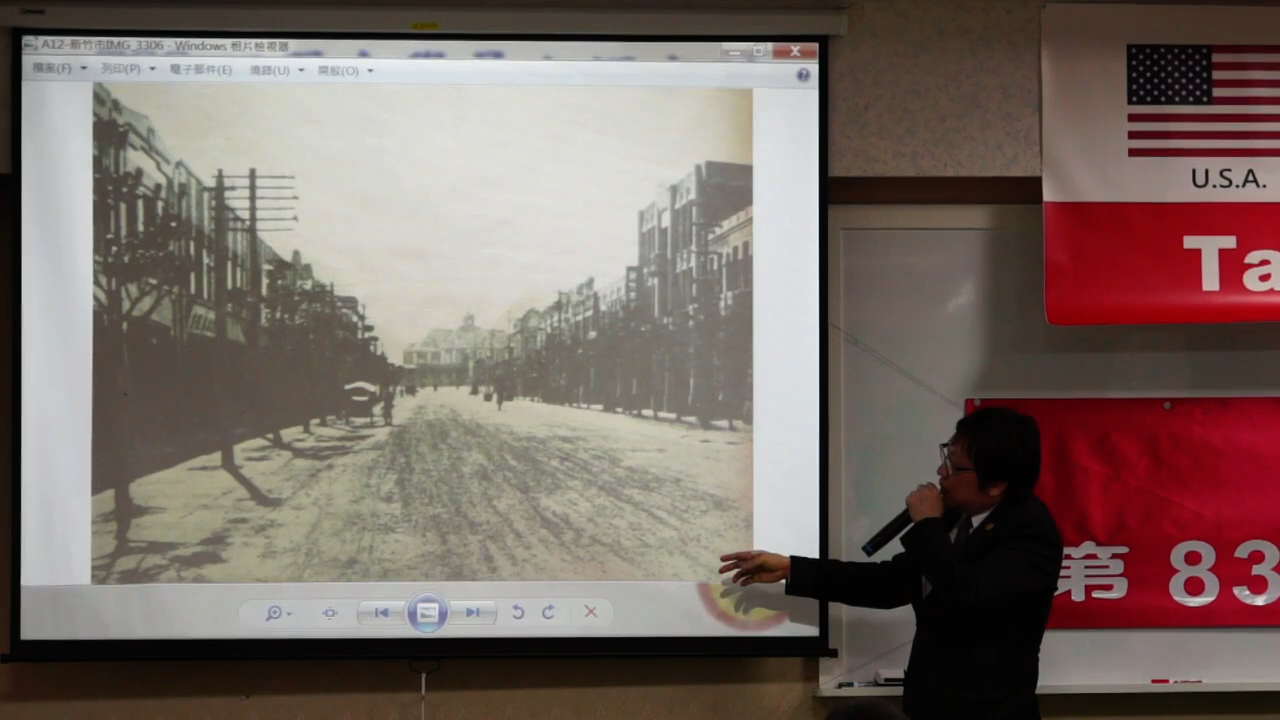 A12-新竹市IMG_3306 - Windows 相片檢視器
檔案(F) 列印(P) 電子郵件(E) 燒錄(U) 開啟(O)
U.S.A.
Ta
第 83